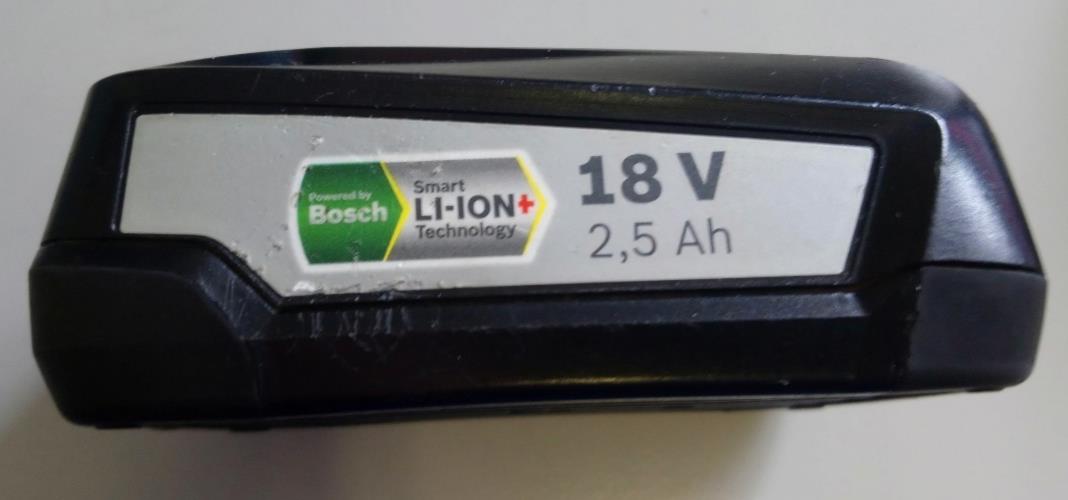 Powered by
Bosch
Smart
LI-ION+
Technology
18 V
2,5 Ah